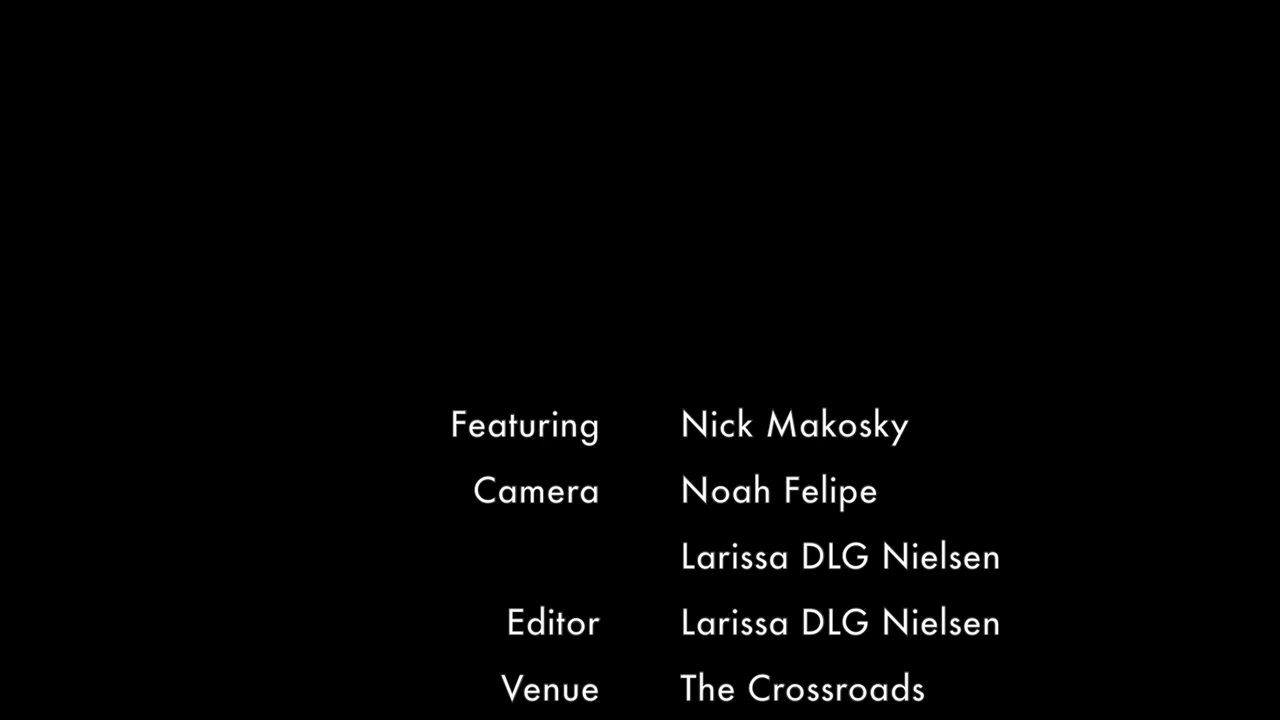 Featuring Nick Makosky
Camera Noah Felipe
Larissa DLG Nielsen
Editor Larissa DLG Nielsen
Venue The Crossroads